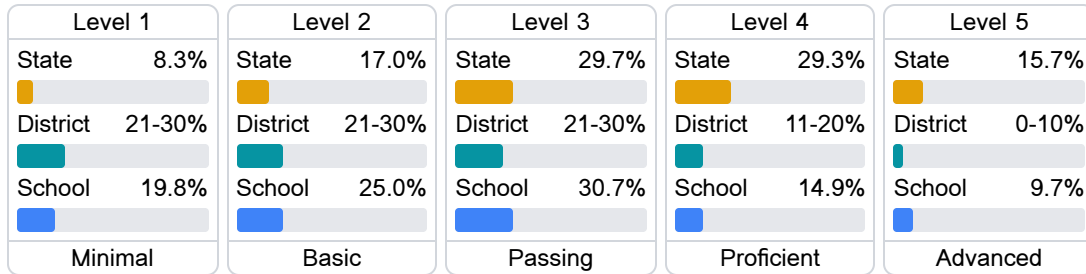 Level 1
State 8.3%
District 21-30%
School 19.8%
Minimal
Level 2
State 17.0%
District 21-30%
School 25.0%
Basic
Level 3
State 29.7%
District 21-30%
School 30.7%
Passing
Level 4
State 29.3%
District 11-20%
School 14.9%
Proficient
Level 5
State 15.7%
District 0-10%
School 9.7%
Advanced